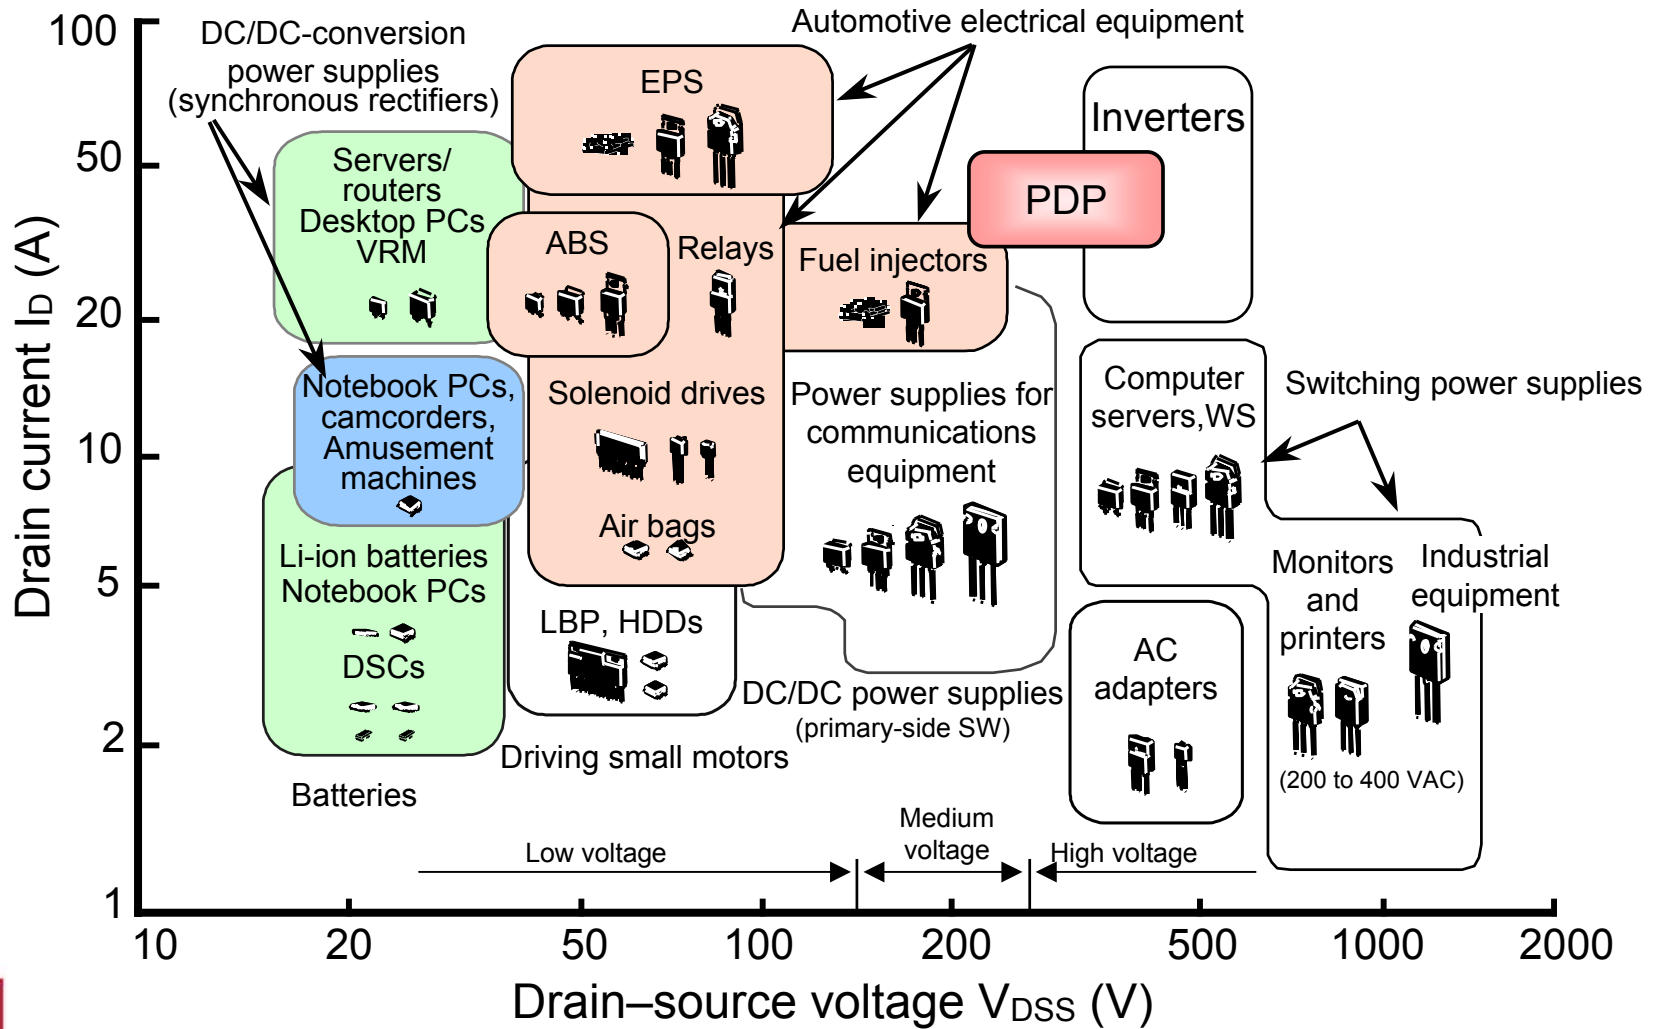 100
50
20
10
5
2
1
Drain current ID (A)
DC/DC-conversion
power supplies
(synchronous rectifiers)
Automotive electrical equipment
EPS
Inverters
PDP
Servers/
routers
Desktop PCs
VRM
ABS
Relays
Fuel injectors
Notebook PCs,
camcorders,
Amusement
machines
Solenoid drives
Air bags
Power supplies for
communications
equipment
Computer
servers,WS
Switching power supplies
Li-ion batteries
Notebook PCs
DSCs
Batteries
LBP, HDDs
Driving small motors
DC/DC power supplies
(primary-side SW)
AC
adapters
Monitors
and
printers
Industrial
equipment
(200 to 400 VAC)
Low voltage
Medium
voltage
High voltage
10
20
50
100
200
500
1000
2000
Drain–source voltage VDSS (V)